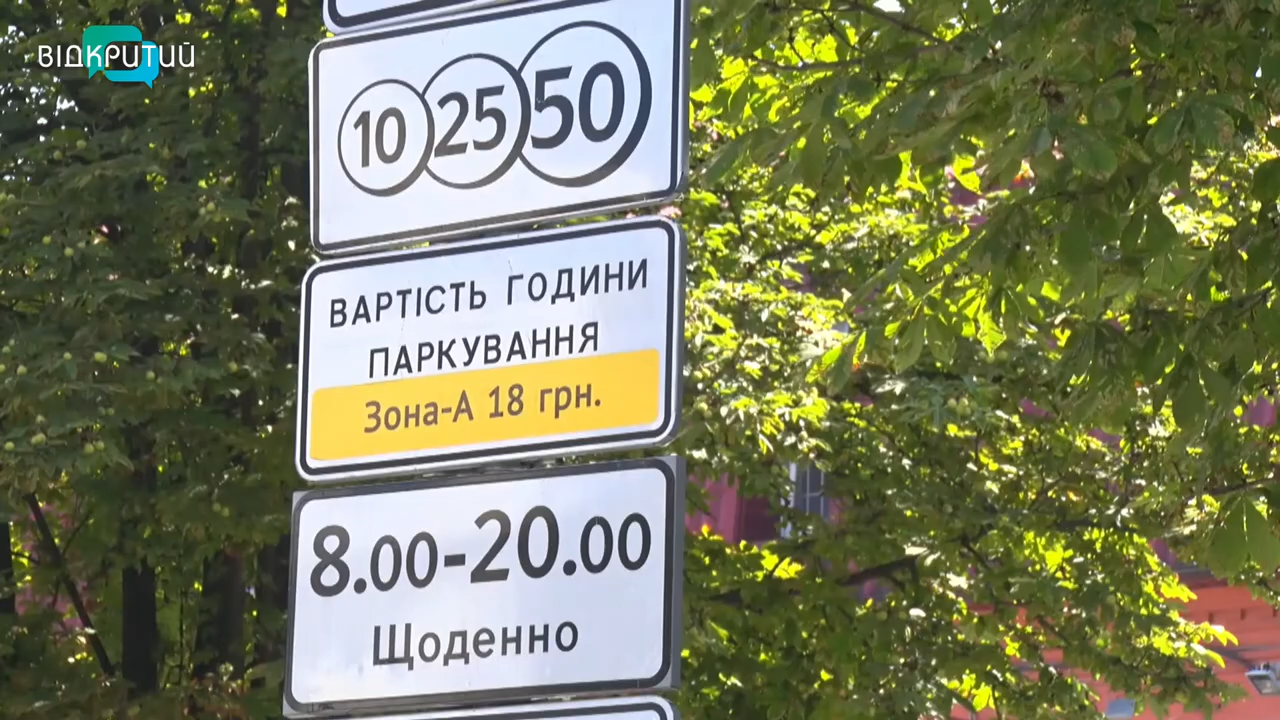 ВІДКРИТИЙ
10 25 50
ВАРТІСТЬ ГОДИНИ
ПАРКУВАННЯ
Зона-А 18 грн.
8.00-20.00
Щоденно